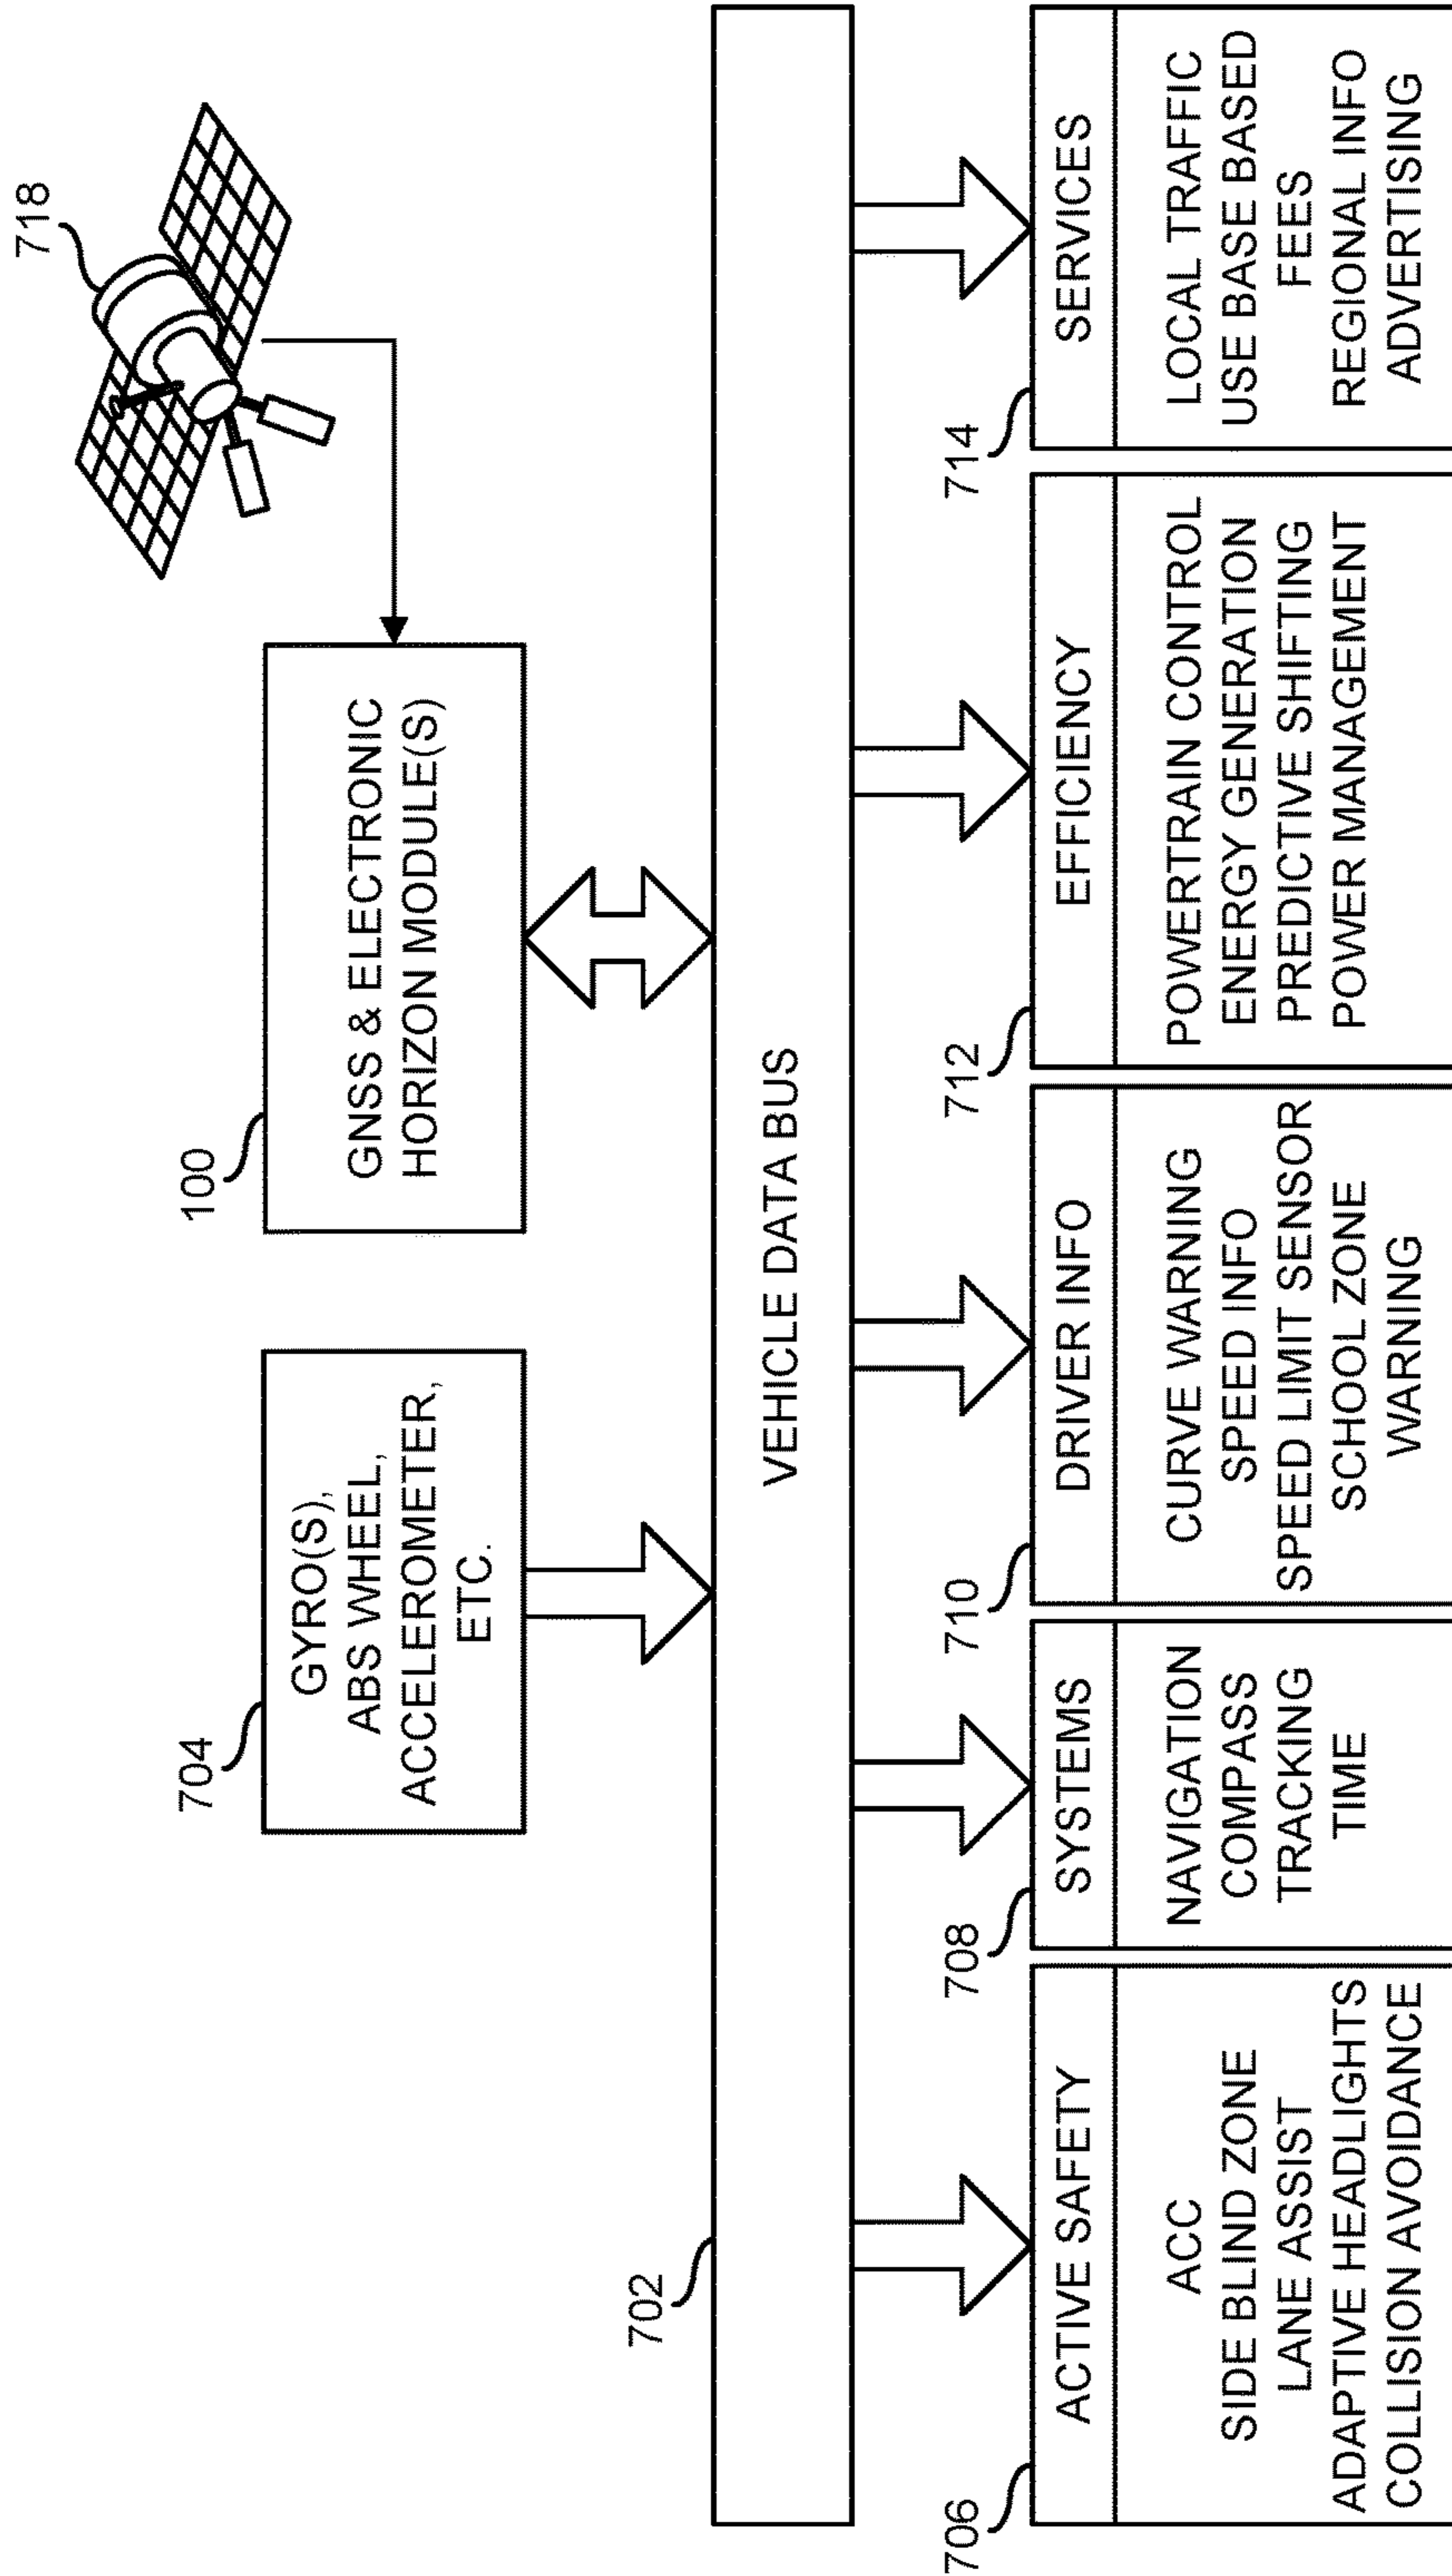 718
704
GYRO(S),
ABS WHEEL,
ACCELEROMETER,
ETC.
100
GNSS & ELECTRONIC
HORIZON MODULE(S)
702
VEHICLE DATA BUS
706
ACTIVE SAFETY
ACC
SIDE BLIND ZONE
LANE ASSIST
ADAPTIVE HEADLIGHTS
COLLISION AVOIDANCE
708
SYSTEMS
NAVIGATION
COMPASS
TRACKING
TIME
710
DRIVER INFO
CURVE WARNING
SPEED INFO
SPEED LIMIT SENSOR
SCHOOL ZONE
WARNING
712
EFFICIENCY
POWERTRAIN CONTROL
ENERGY GENERATION
PREDICTIVE SHIFTING
POWER MANAGEMENT
714
SERVICES
LOCAL TRAFFIC
USE BASE BASED
FEES
REGIONAL INFO
ADVERTISING